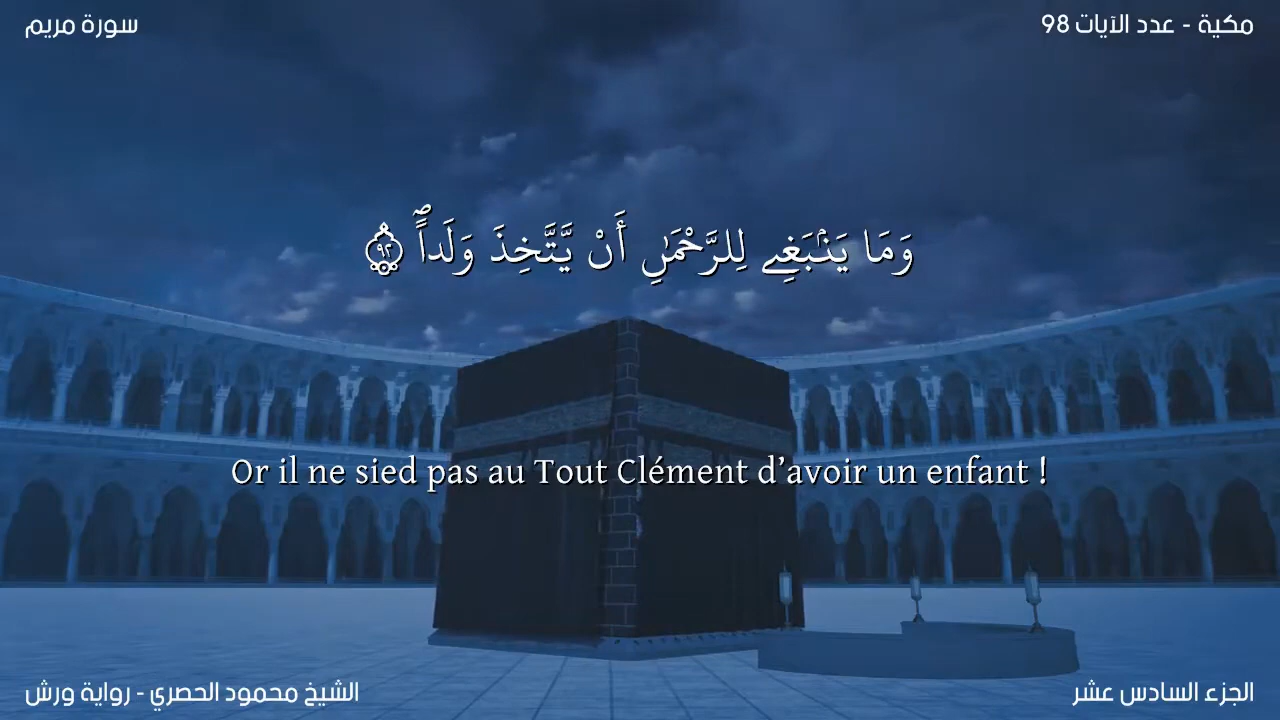 سورة مريم
مكية - عدد الآيات 98
وَمَا يَنۢبَغِے لِلرَّحْمَٰنِ أَنْ يَّتَّخِذَ وَلَداًۖ ٩٢
Or il ne sied pas au Tout Clément d’avoir un enfant !
الشيخ محمود الحصري - رواية ورش
الجزء السادس عشر